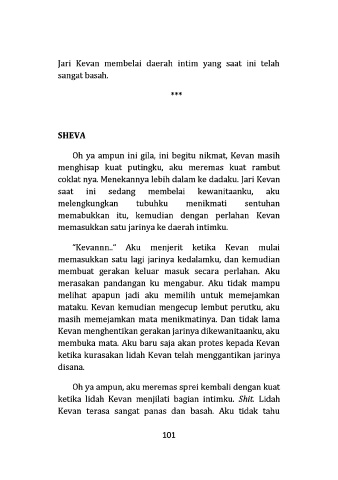 Jari Kevan membelai daerah intim yang saat ini telah
sangat basah.
***
SHEVA
Oh ya ampun ini gila, ini begitu nikmat, Kevan masih
menghisap kuat putingku, aku meremas kuat rambut
coklat nya. Menekannya lebih dalam ke dadaku. Jari Kevan
saat ini sedang membelai kewanitaanku, aku
melengkungkan tubuhku menikmati sentuhan
memabukkan itu, kemudian dengan perlahan Kevan
memasukkan satu jarinya ke daerah intimku.
“Kevannn..” Aku menjerit ketika Kevan mulai
memasukkan satu lagi jarinya kedalamku, dan kemudian
membuat gerakan keluar masuk secara perlahan. Aku
merasakan pandangan ku mengabur. Aku tidak mampu
melihat apapun jadi aku memilih untuk memejamkan
mataku. Kevan kemudian mengecup lembut perutku, aku
masih memejamkan mata menikmatinya. Dan tidak lama
Kevan menghentikan gerakan jarinya dikewanitaanku, aku
membuka mata. Aku baru saja akan protes kepada Kevan
ketika kurasakan lidah Kevan telah menggantikan jarinya
disana.
Oh ya ampun, aku meremas sprei kembali dengan kuat
ketika lidah Kevan menjilati bagian intimku. Shit. Lidah
Kevan terasa sangat panas dan basah. Aku tidak tahu
101